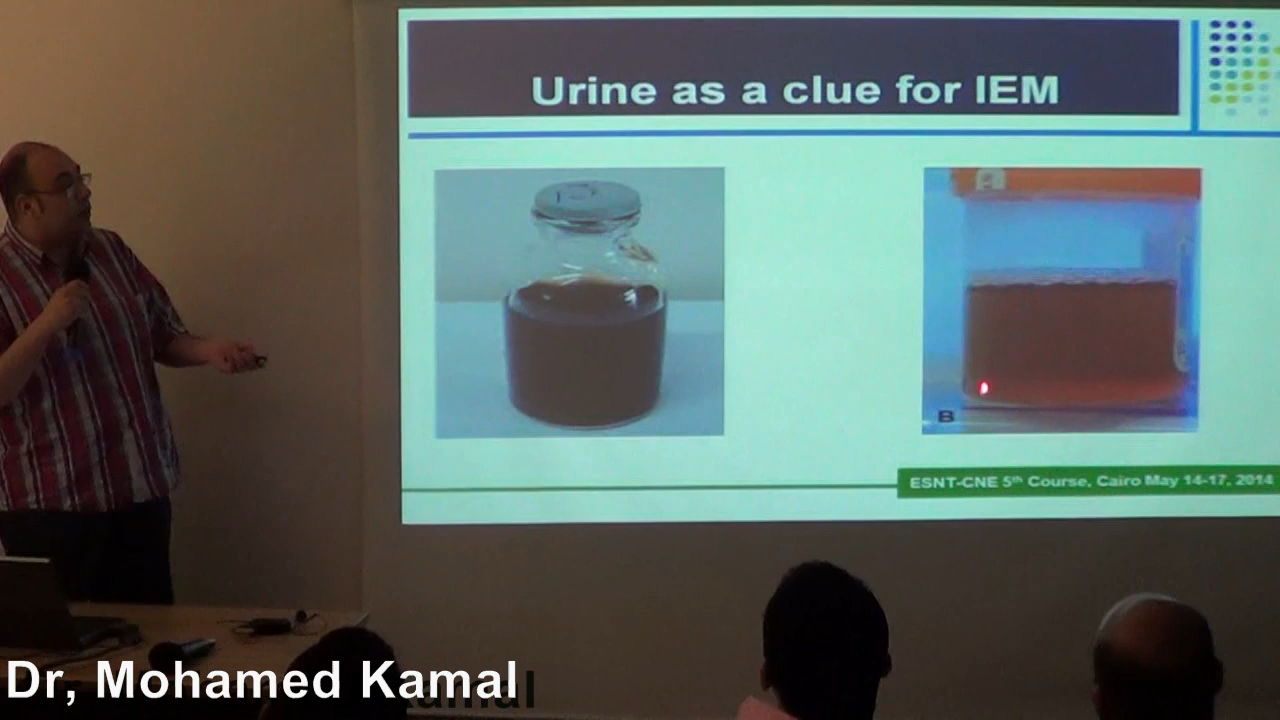 Urine as a clue for IEM
B
ESNT-CNE 5th Course, Cairo May 14-17, 2014
Dr, Mohamed Kamal